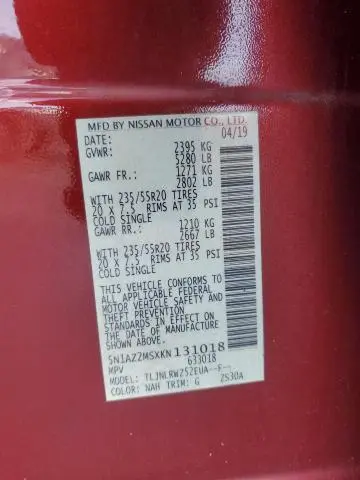 MFD BY NISSAN MOTOR CO., LTD.
DATE: 04/19
GVWR: 2395 KG
5280 LB
GAWR FR.: 1271 KG
2802 LB
WITH 235/55R20 TIRES
20 X 7.5 RIMS AT 35 PSI
COLD SINGLE
GAWR RR.: 1210 KG
2667 LB
WITH 235/55R20 TIRES
20 X 7.5 RIMS AT 35 PSI
COLD SINGLE
THIS VEHICLE CONFORMS TO
ALL APPLICABLE FEDERAL
MOTOR VEHICLE SAFETY AND
THEFT PREVENTION
STANDARDS IN EFFECT ON
THE DATE OF MANUFACTURE
SHOWN ABOVE.
5N1AZ2MSXKN131018
MPV 633018
MODEL: TLJNLRWZ52EUA--F--
COLOR: NAH TRIM: G ZS30A